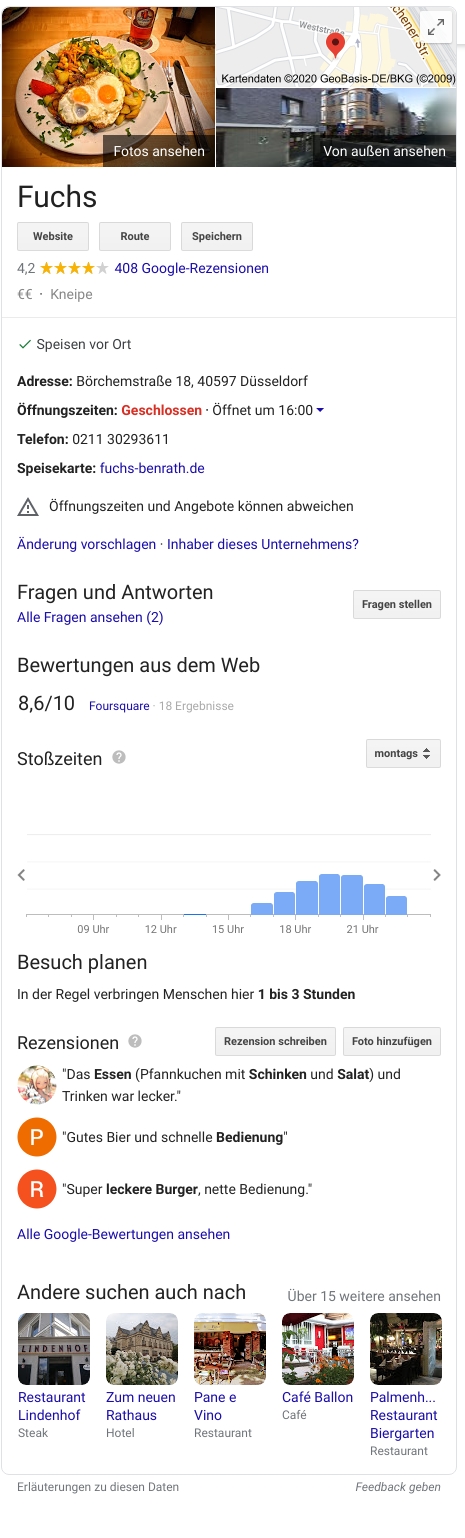 Weststraße
chener Str.
Kartendaten ©2020 GeoBasis-DE/BKG (©2009)
Fotos ansehen
Von außen ansehen
Fuchs
Website Route Speichern
4,2 408 Google-Rezensionen
€€ · Kneipe
Speisen vor Ort
Adresse: Börchemstraße 18, 40597 Düsseldorf
Öffnungszeiten: Geschlossen · Öffnet um 16:00
Telefon: 0211 30293611
Speisekarte: fuchs-benrath.de
Öffnungszeiten und Angebote können abweichen
Änderung vorschlagen · Inhaber dieses Unternehmens?
Fragen und Antworten
Alle Fragen ansehen (2)
Fragen stellen
Bewertungen aus dem Web
8,6/10 Foursquare · 18 Ergebnisse
Stoßzeiten ?
montags
09 Uhr 12 Uhr 15 Uhr 18 Uhr 21 Uhr
Besuch planen
In der Regel verbringen Menschen hier 1 bis 3 Stunden
Rezensionen ? Rezension schreiben Foto hinzufügen
"Das Essen (Pfannkuchen mit Schinken und Salat) und
Trinken war lecker."
P "Gutes Bier und schnelle Bedienung"
R "Super leckere Burger, nette Bedienung."
Alle Google-Bewertungen ansehen
Andere suchen auch nach Über 15 weitere ansehen
LINDENHOF
Restaurant
Lindenhof
Steak
Zum neuen
Rathaus
Hotel
Pane e
Vino
Restaurant
Café Ballon
Café
Palmenh...
Restaurant
Biergarten
Restaurant
Erläuterungen zu diesen Daten Feedback geben